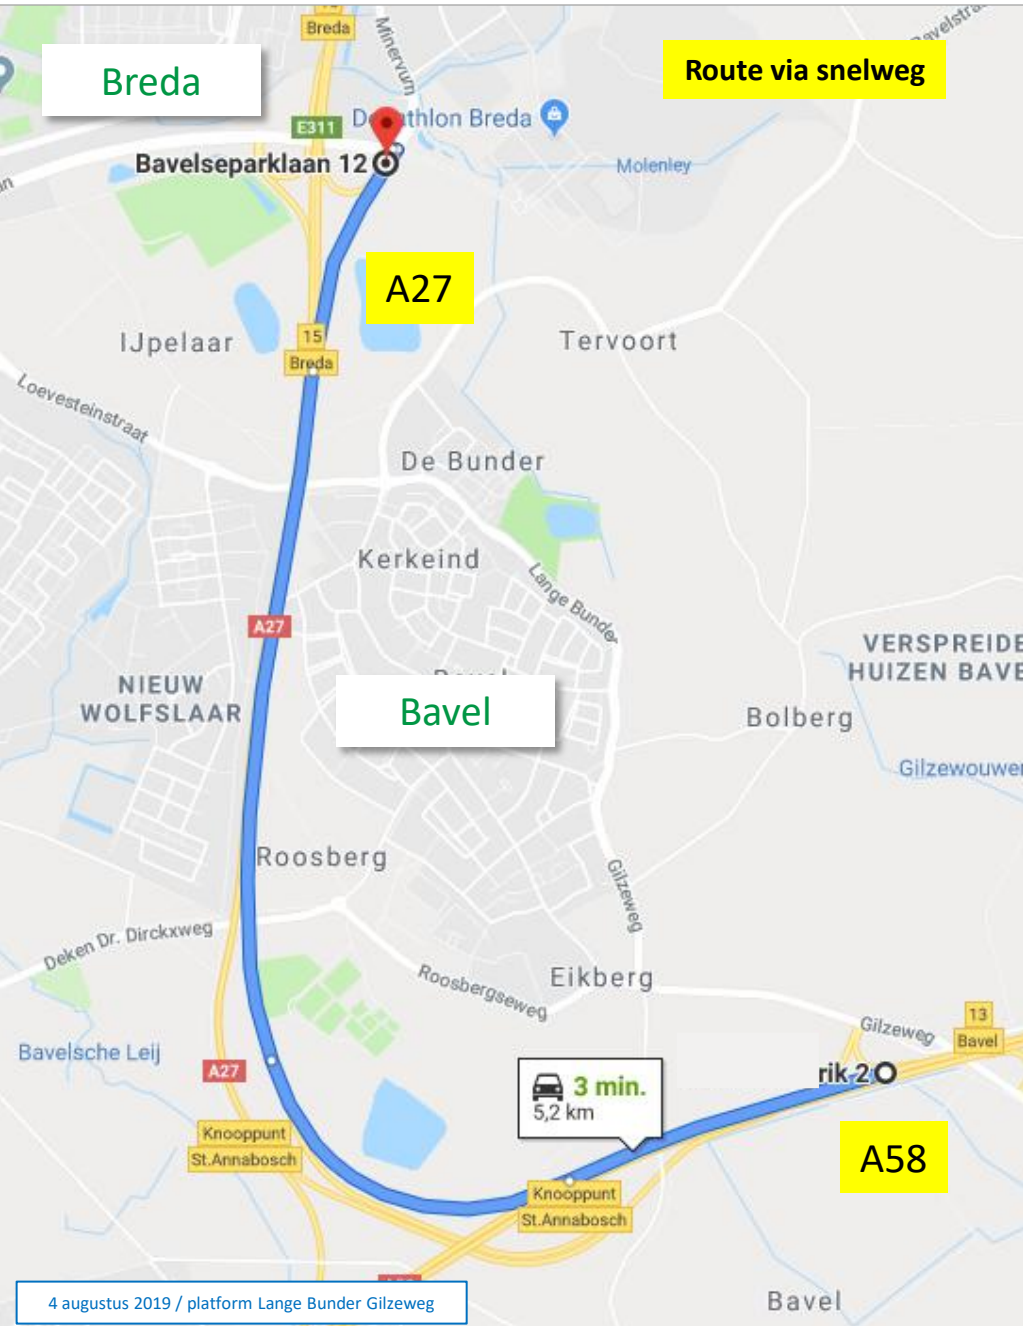 Breda
Minervum
Breda
Route via snelweg
E311
Decathlon Breda
Bavelseparklaan 12
Molenley
A27
IJpelaar
15
Breda
Tervoort
Loevesteinstraat
De Bunder
Kerkeind
Lange Bunder
A27
VERSPREIDE
HUIZEN BAVE
NIEUW
WOLFSLAAR
Bavel
Bolberg
Gilzewouwer
Roosberg
Gilzeweg
Deken Dr. Dirckxweg
Roosbergseweg
Eikberg
13
Bavel
Gilzeweg
Bavelsche Leij
A27
rik 2
3 min.
5,2 km
Knooppunt
St.Annabosch
A58
Knooppunt
St.Annabosch
4 augustus 2019 / platform Lange Bunder Gilzeweg
Bavel